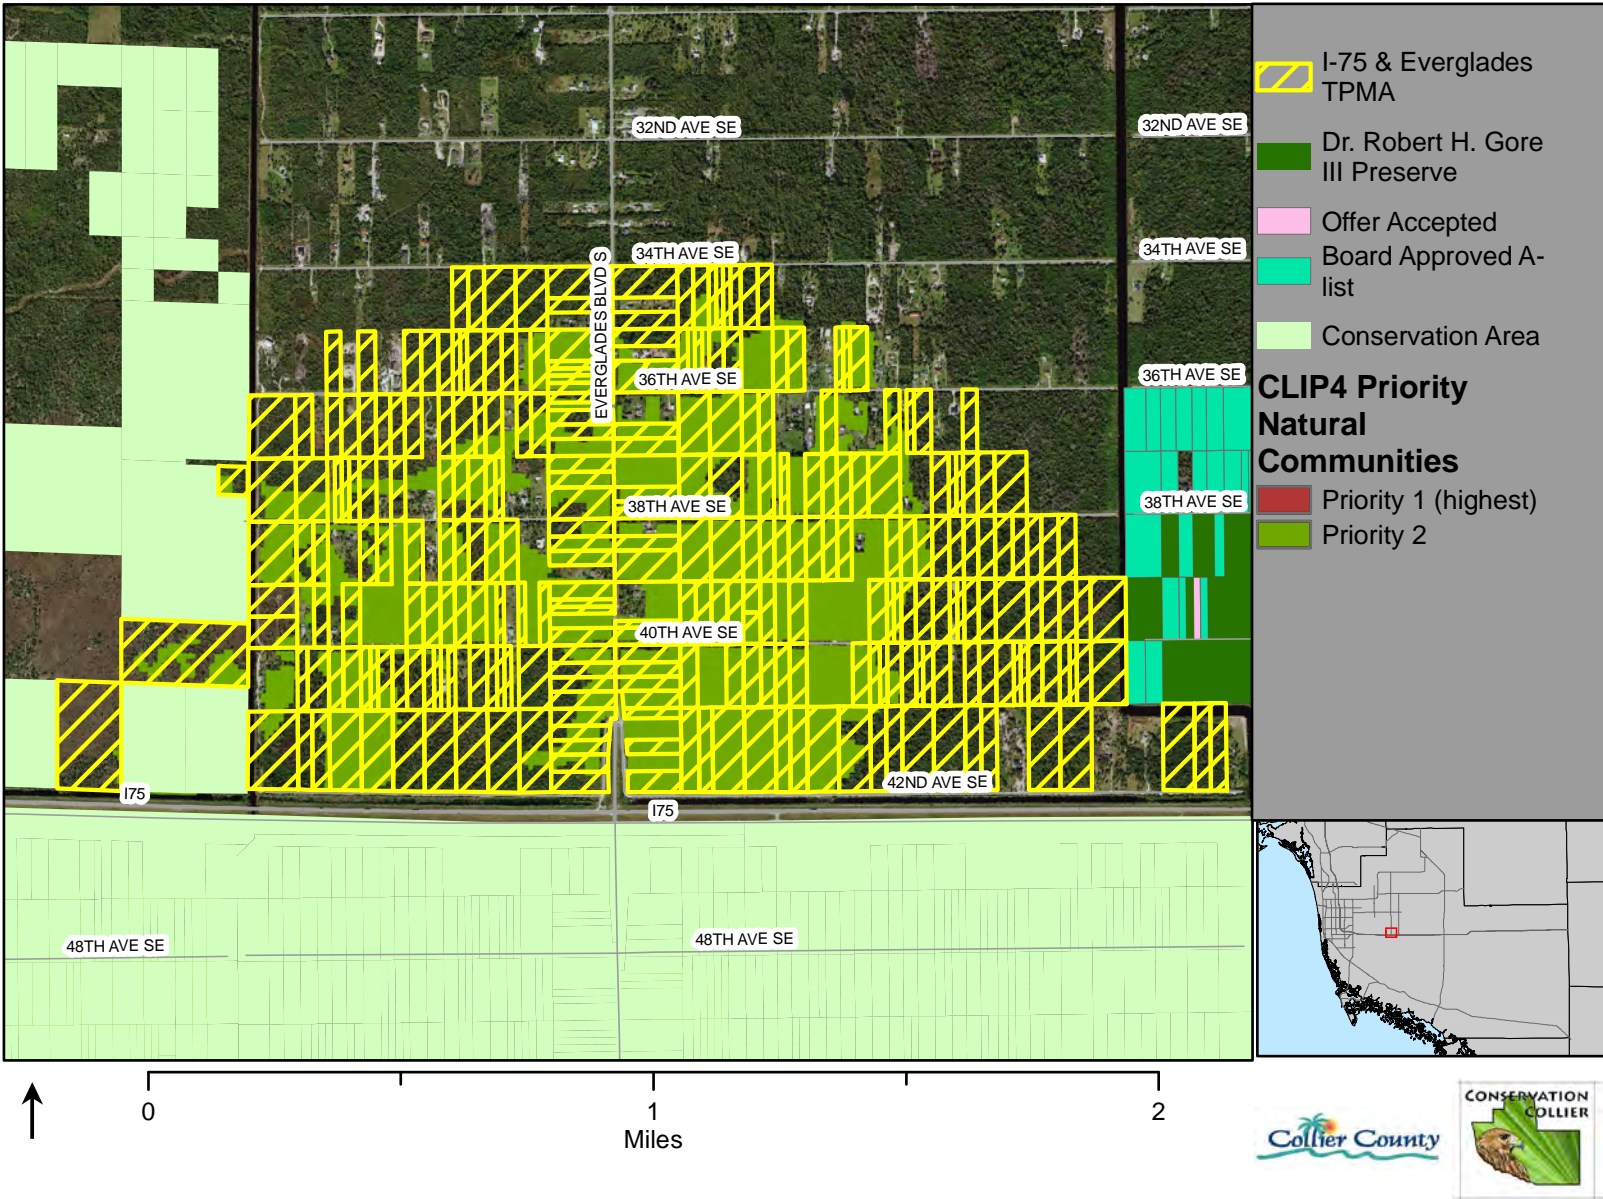 32ND AVE SE
32ND AVE SE
34TH AVE SE
34TH AVE SE
EVERGLADES BLVD S
36TH AVE SE
36TH AVE SE
38TH AVE SE
38TH AVE SE
40TH AVE SE
42ND AVE SE
I75
I75
48TH AVE SE
48TH AVE SE
I-75 & Everglades
TPMA
Dr. Robert H. Gore
III Preserve
Offer Accepted
Board Approved A-
list
Conservation Area
CLIP4 Priority
Natural
Communities
Priority 1 (highest)
Priority 2
0
1
2
Miles
Collier County
CONSERVATION
COLLIER